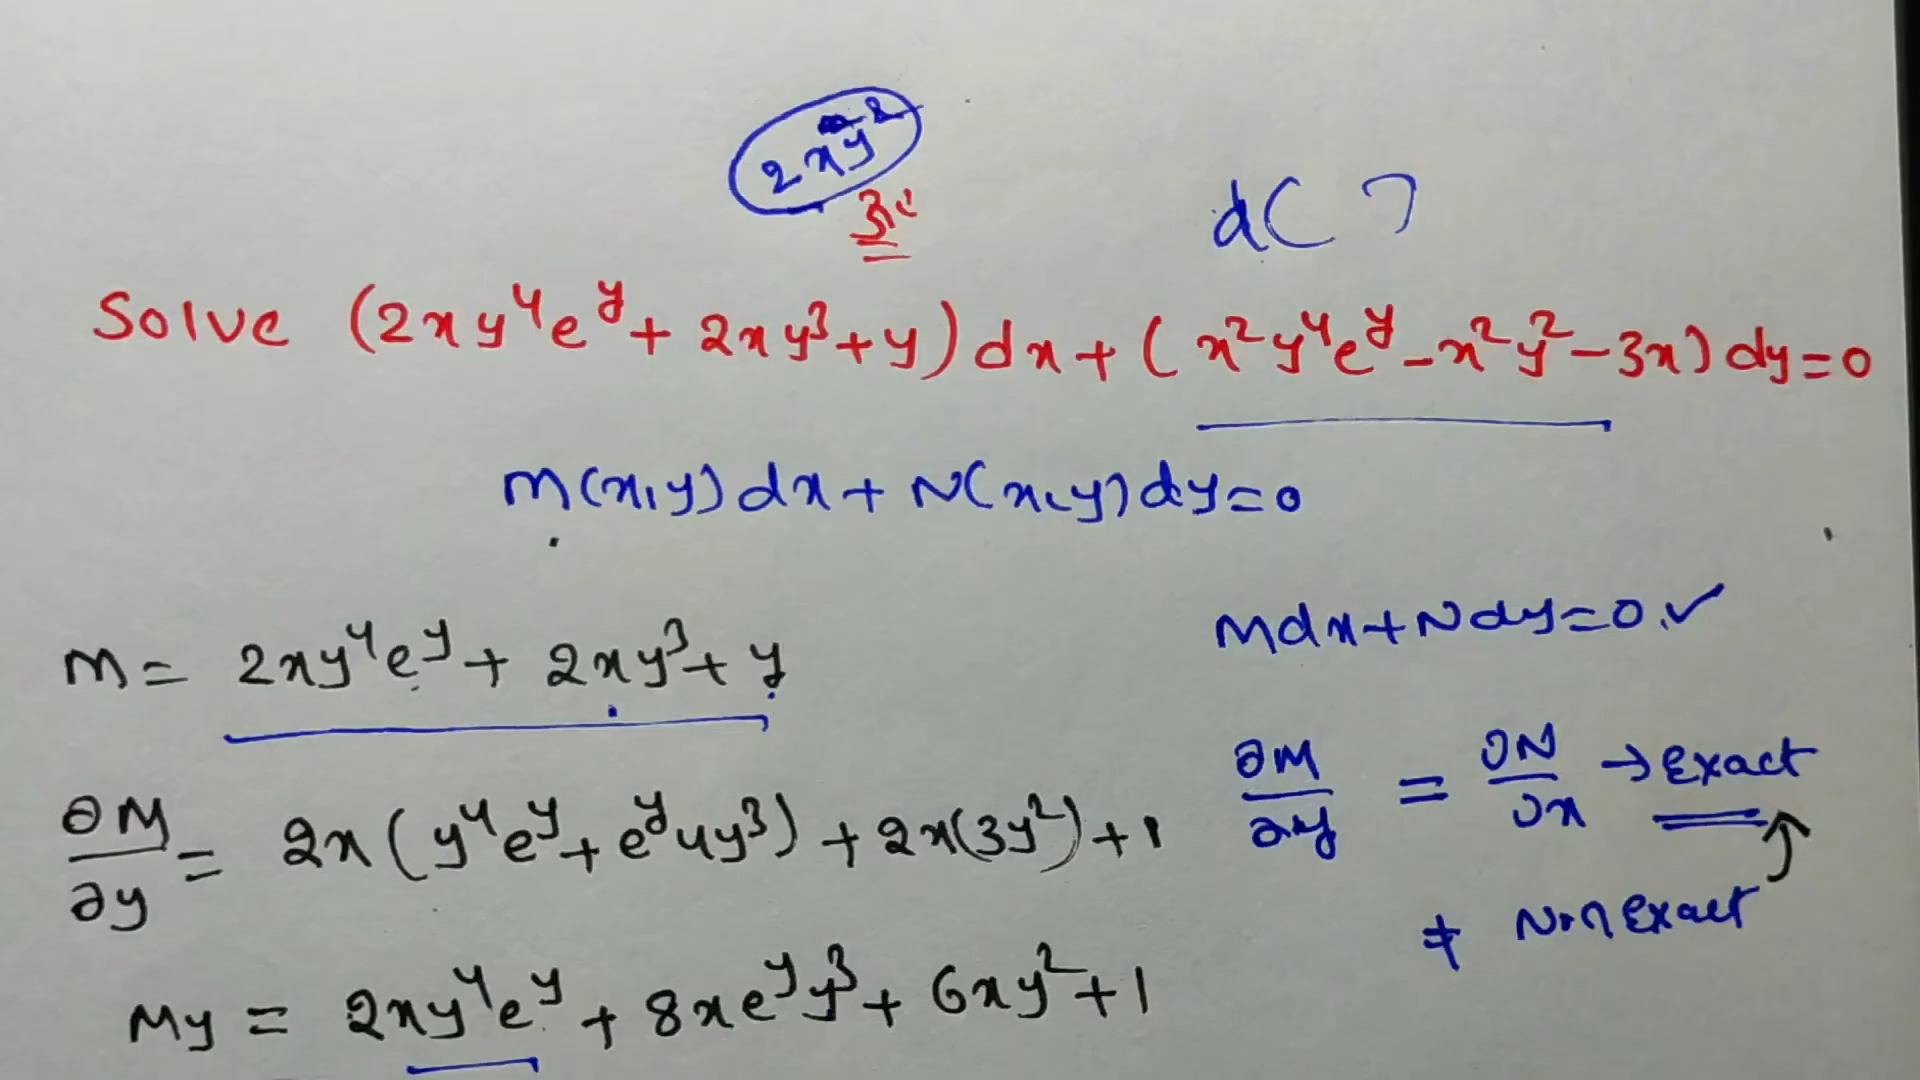 2xy²
d( )
Solve (2xy⁴eʸ + 2xy³ + y) dx + (x²y⁴eʸ - x²y² - 3x) dy = 0
M(x,y) dx + N(x,y) dy = 0
Mdx + Ndy = 0 ✓
M = 2xy⁴eʸ + 2xy³ + y
∂M/∂y = ∂N/∂x → Exact
∂M/∂y = 2x(y⁴eʸ + eʸ4y³) + 2x(3y²) + 1
≠ Non Exact
My = 2xy⁴eʸ + 8xeʸy³ + 6xy² + 1